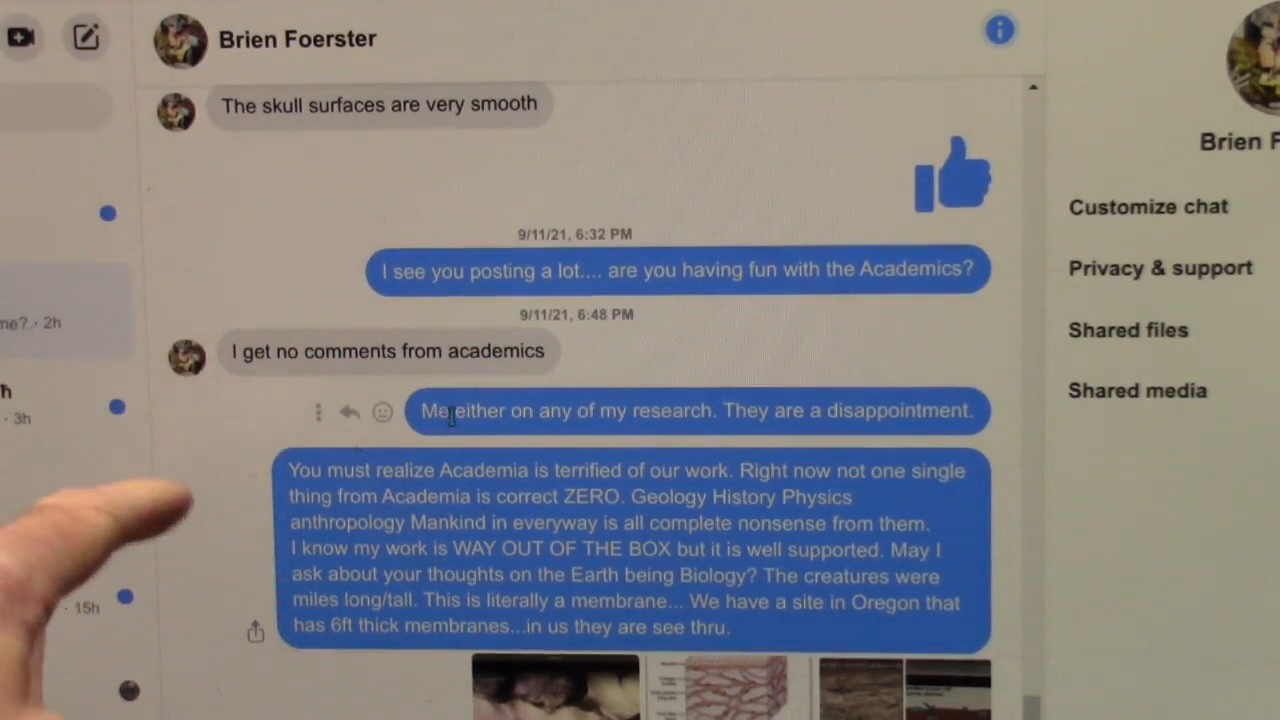 Brien Foerster
The skull surfaces are very smooth
9/11/21, 6:32 PM
I see you posting a lot.... are you having fun with the Academics?
9/11/21, 6:48 PM
I get no comments from academics
Me either on any of my research. They are a disappointment.
You must realize Academia is terrified of our work. Right now not one single
thing from Academia is correct ZERO. Geology History Physics
anthropology Mankind in everyway is all complete nonsense from them.
I know my work is WAY OUT OF THE BOX but it is well supported. May I
ask about your thoughts on the Earth being Biology? The creatures were
miles long/tall. This is literally a membrane... We have a site in Oregon that
has 6ft thick membranes...in us they are see thru.
me? · 2h
· 3h
· 15h
Brien F
Customize chat
Privacy & support
Shared files
Shared media